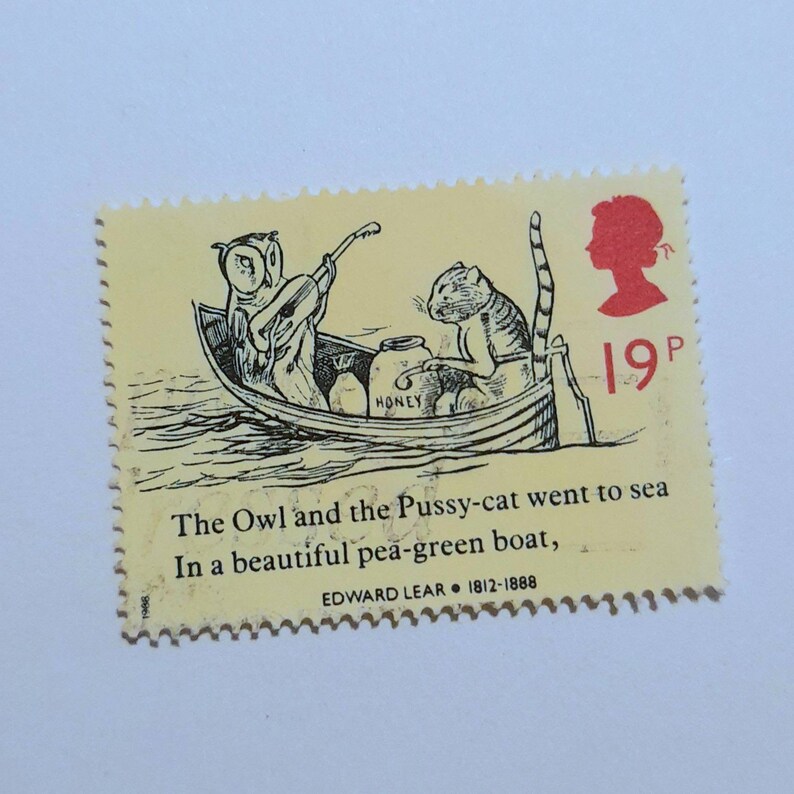 19P
HONEY
The Owl and the Pussy-cat went to sea
In a beautiful pea-green boat,
EDWARD LEAR • 1812-1888
1988